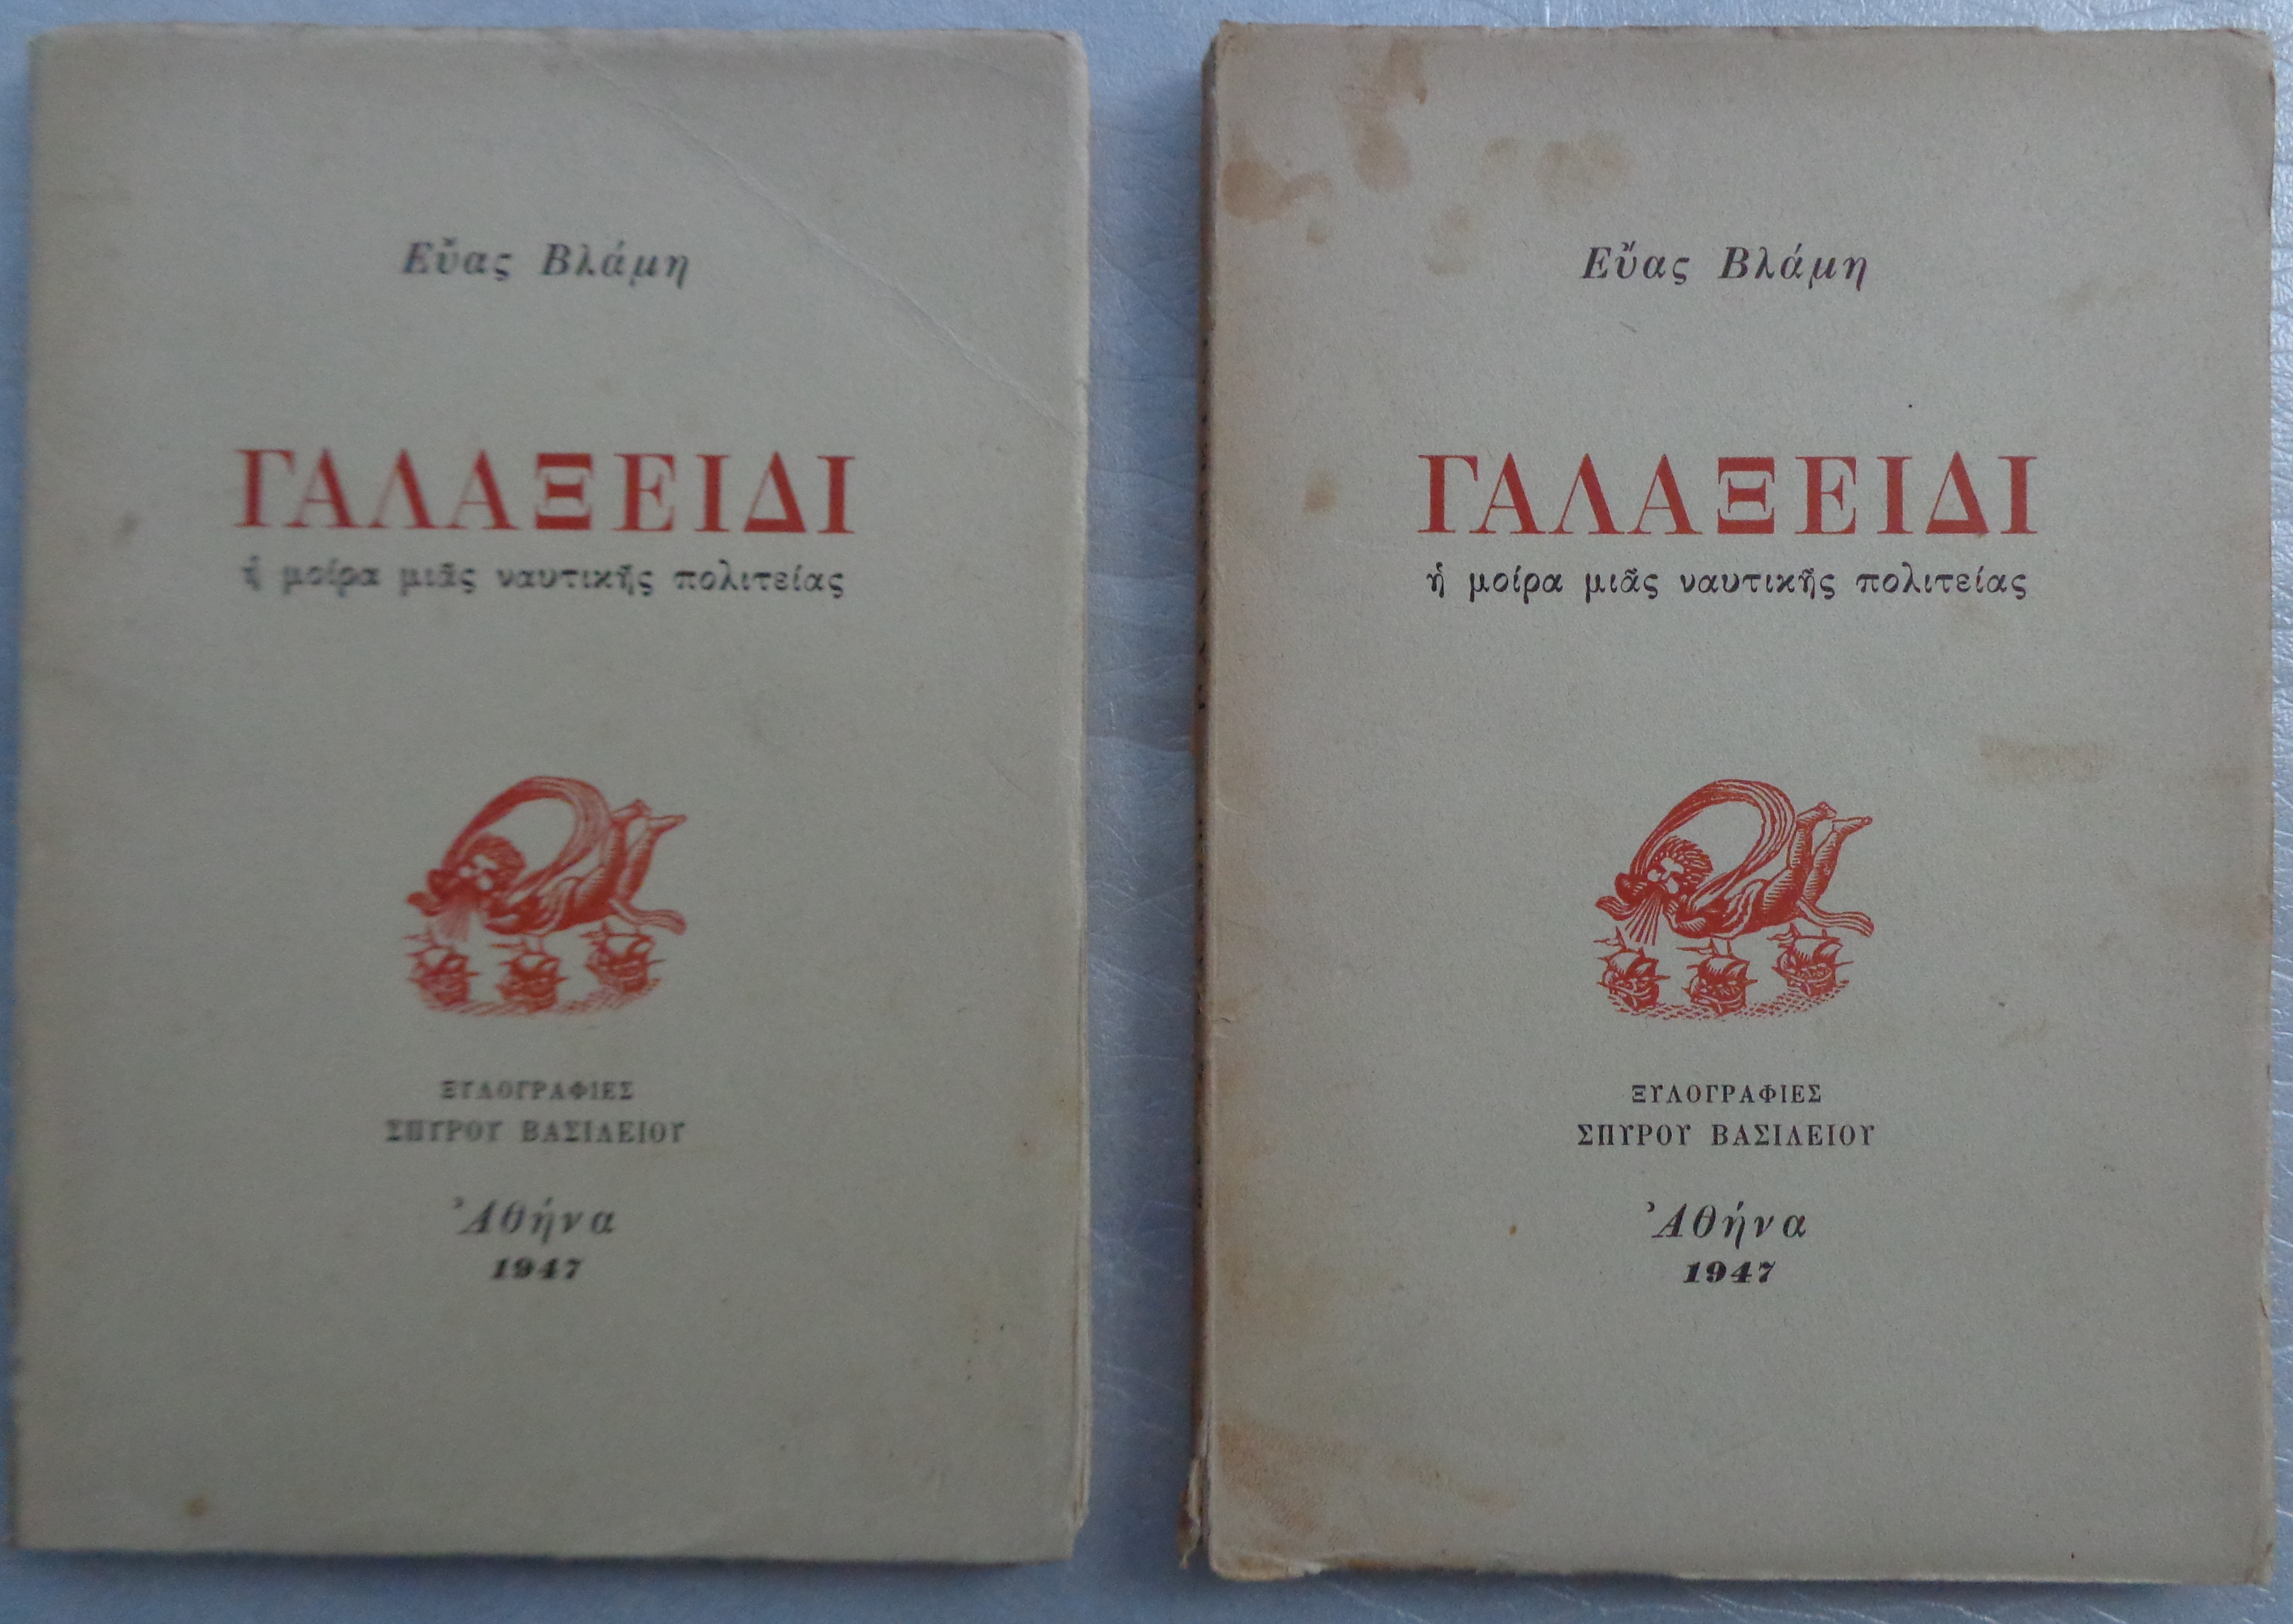 Εὔας Βλάμη
ΓΑΛΑΞΕΙΔΙ
ἡ μοίρα μιᾶς ναυτικῆς πολιτείας
ΞΥΛΟΓΡΑΦΙΕΣ
ΣΠΥΡΟΥ ΒΑΣΙΛΕΙΟΥ
Ἀθήνα
1947
Εὔας Βλάμη
ΓΑΛΑΞΕΙΔΙ
ἡ μοίρα μιᾶς ναυτικῆς πολιτείας
ΞΥΛΟΓΡΑΦΙΕΣ
ΣΠΥΡΟΥ ΒΑΣΙΛΕΙΟΥ
Ἀθήνα
1947